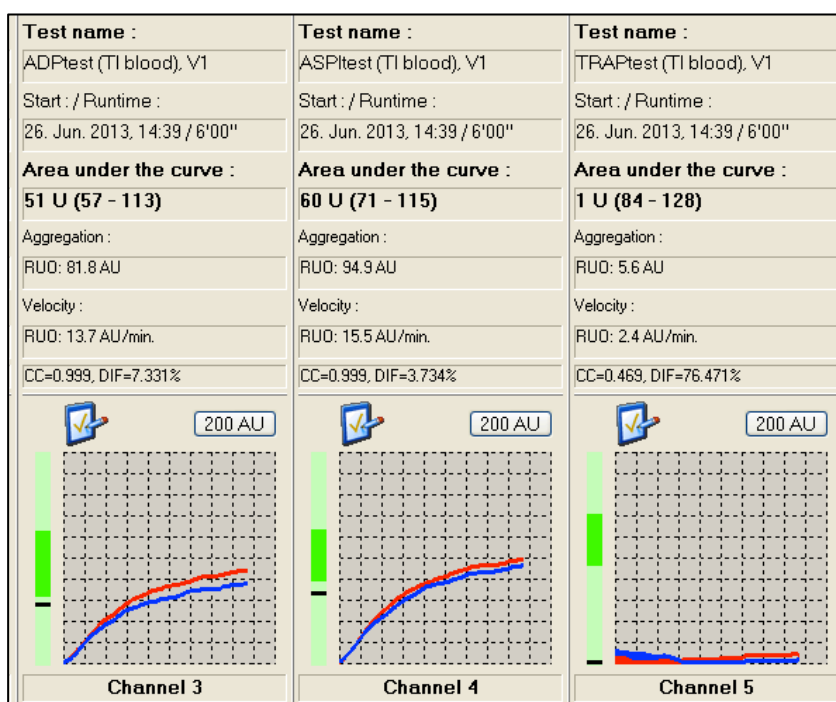 Test name :
ADPtest (TI blood), V1
Start : / Runtime :
26. Jun. 2013, 14:39 / 6'00"
Area under the curve :
51 U (57 - 113)
Aggregation :
RUO: 81.8 AU
Velocity :
RUO: 13.7 AU/min.
CC=0.999, DIF=7.331%
200 AU
Channel 3
Test name :
ASPItest (TI blood), V1
Start : / Runtime :
26. Jun. 2013, 14:39 / 6'00"
Area under the curve :
60 U (71 - 115)
Aggregation :
RUO: 94.9 AU
Velocity :
RUO: 15.5 AU/min.
CC=0.999, DIF=3.734%
200 AU
Channel 4
Test name :
TRAPtest (TI blood), V1
Start : / Runtime :
26. Jun. 2013, 14:39 / 6'00"
Area under the curve :
1 U (84 - 128)
Aggregation :
RUO: 5.6 AU
Velocity :
RUO: 2.4 AU/min.
CC=0.469, DIF=76.471%
200 AU
Channel 5